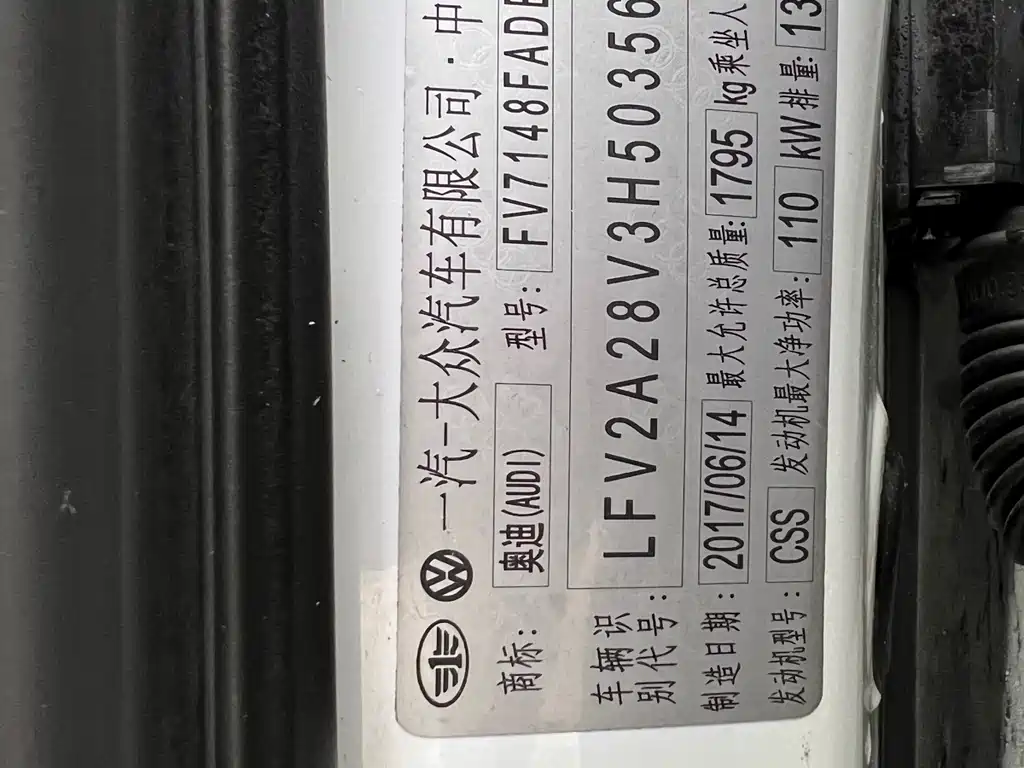 一汽-大众汽车有限公司·中
商标: 奥迪(AUDI) 型号: FV7148FADB
车辆识别代号: LFV2A28V3H50356
制造日期: 2017/06/14 最大允许总质量: 1795 kg 乘坐人
发动机型号: CSS 发动机最大净功率: 110 kW 排量: 13